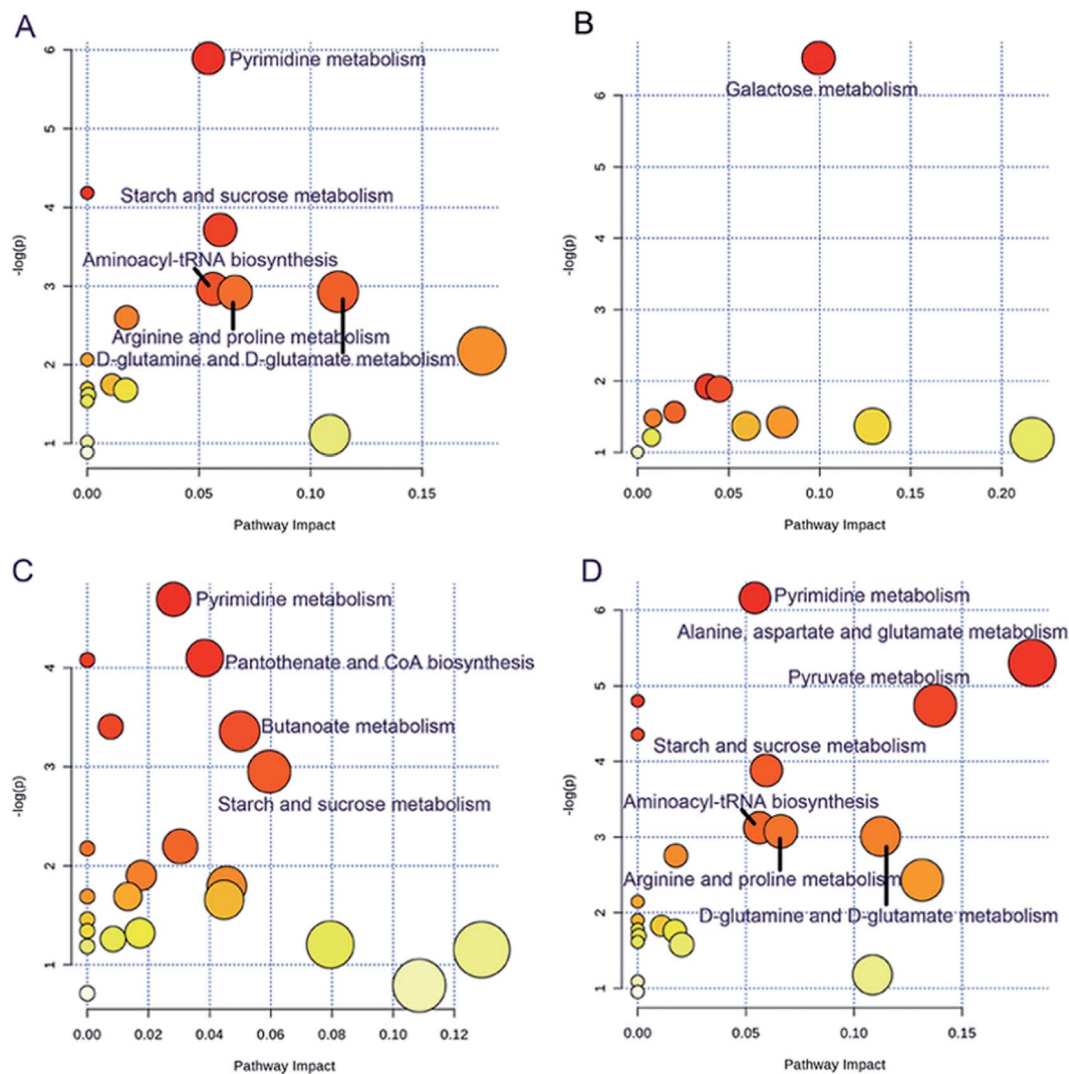 A
6
5
4
3
2
1
-log(p)
Pyrimidine metabolism
Starch and sucrose metabolism
Aminoacyl-tRNA biosynthesis
Arginine and proline metabolism
D-glutamine and D-glutamate metabolism
0.00 0.05 0.10 0.15
Pathway Impact
B
6
5
4
3
2
1
-log(p)
Galactose metabolism
0.00 0.05 0.10 0.15 0.20
Pathway Impact
C
4
3
2
1
-log(p)
Pyrimidine metabolism
Pantothenate and CoA biosynthesis
Butanoate metabolism
Starch and sucrose metabolism
0.00 0.02 0.04 0.06 0.08 0.10 0.12
Pathway Impact
D
6
5
4
3
2
1
-log(p)
Pyrimidine metabolism
Alanine, aspartate and glutamate metabolism
Pyruvate metabolism
Starch and sucrose metabolism
Aminoacyl-tRNA biosynthesis
Arginine and proline metabolism
D-glutamine and D-glutamate metabolism
0.00 0.05 0.10 0.15
Pathway Impact